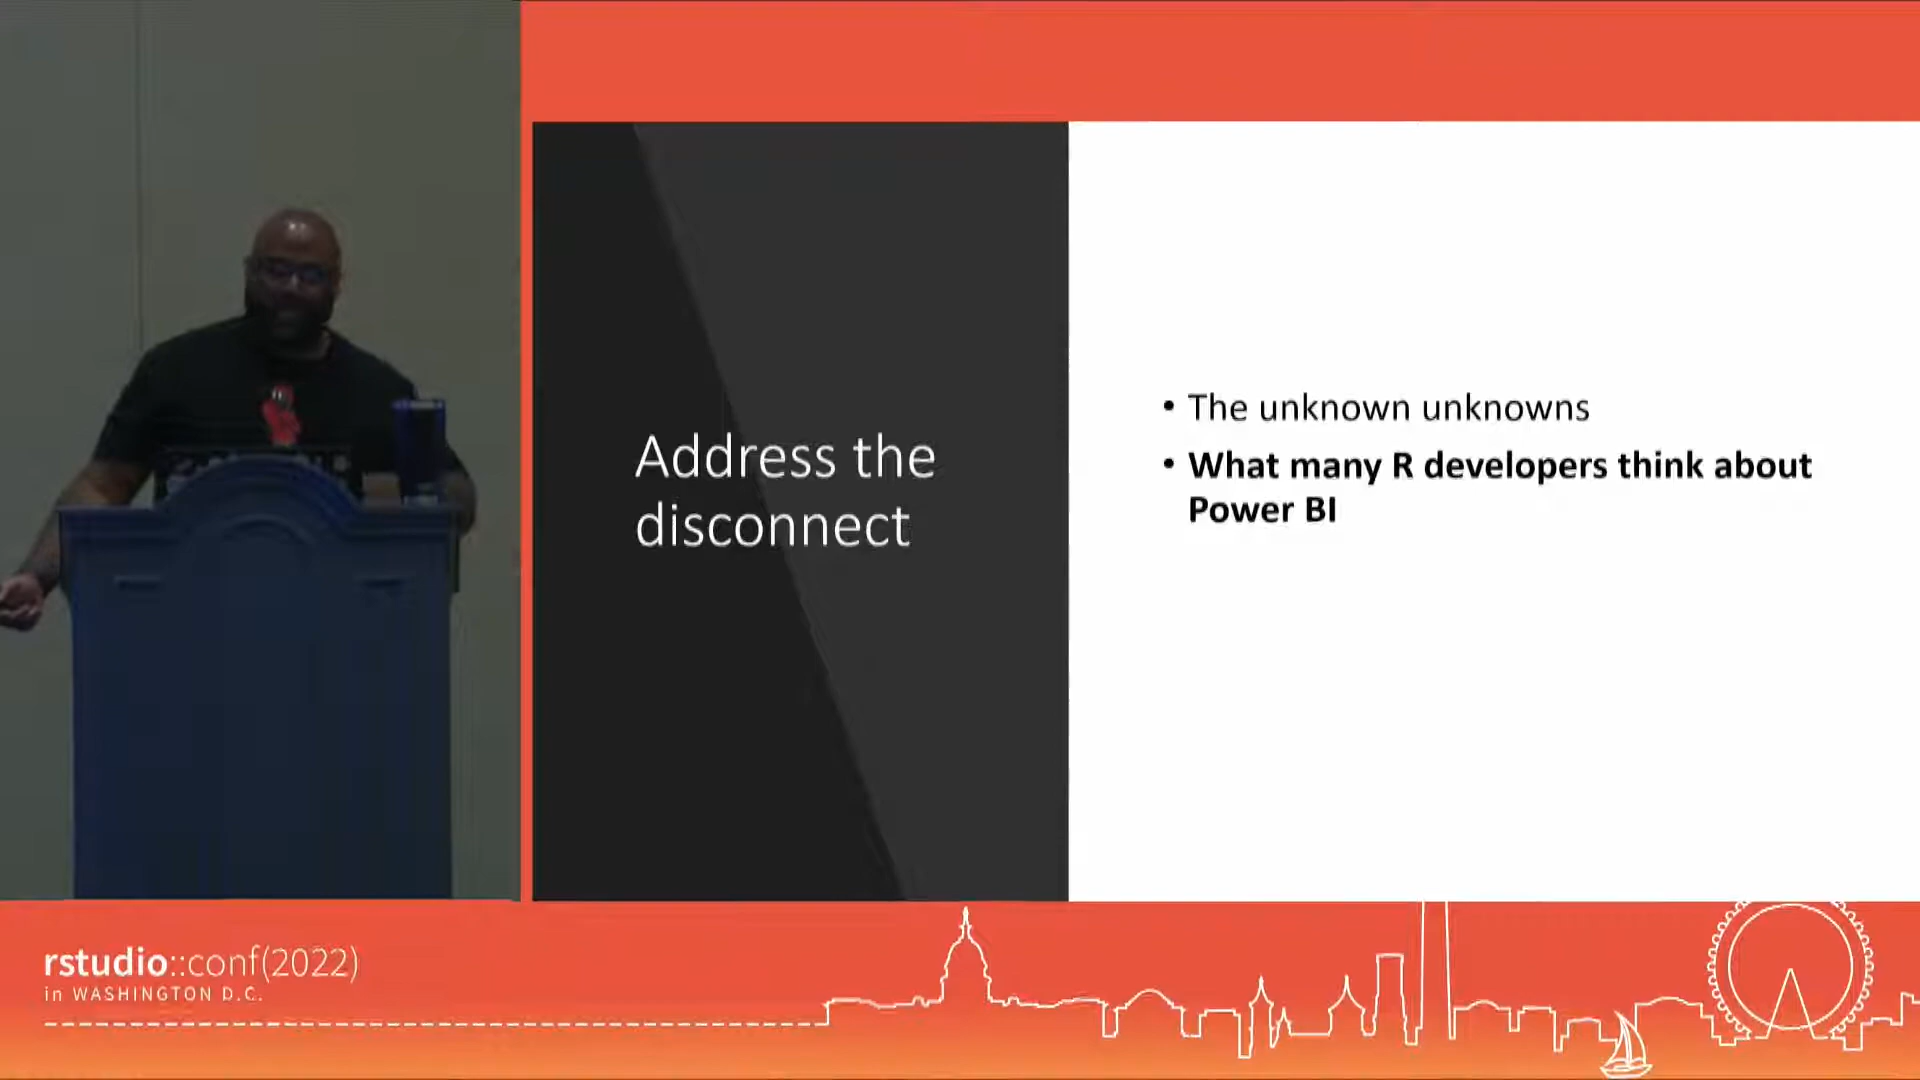 Address the
disconnect
• The unknown unknowns
• What many R developers think about
Power BI
rstudio::conf(2022)
in WASHINGTON D.C.